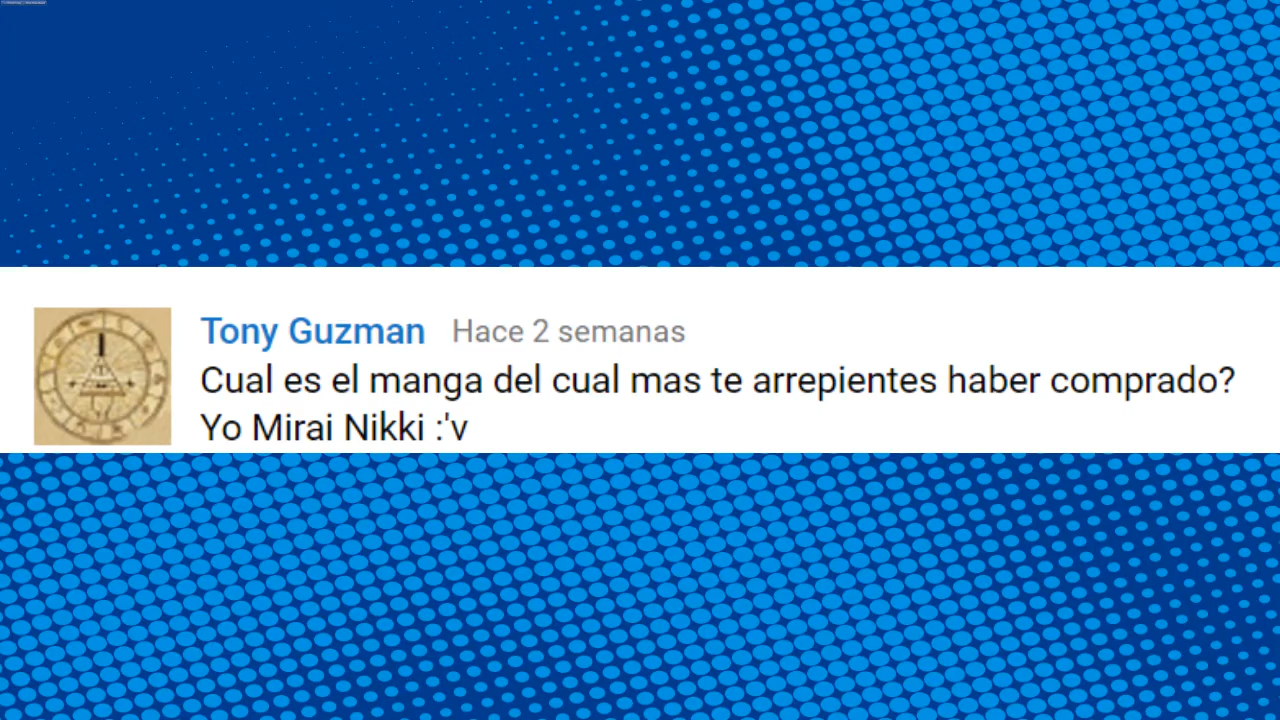 Tony Guzman Hace 2 semanas
Cual es el manga del cual mas te arrepientes haber comprado?
Yo Mirai Nikki :'v